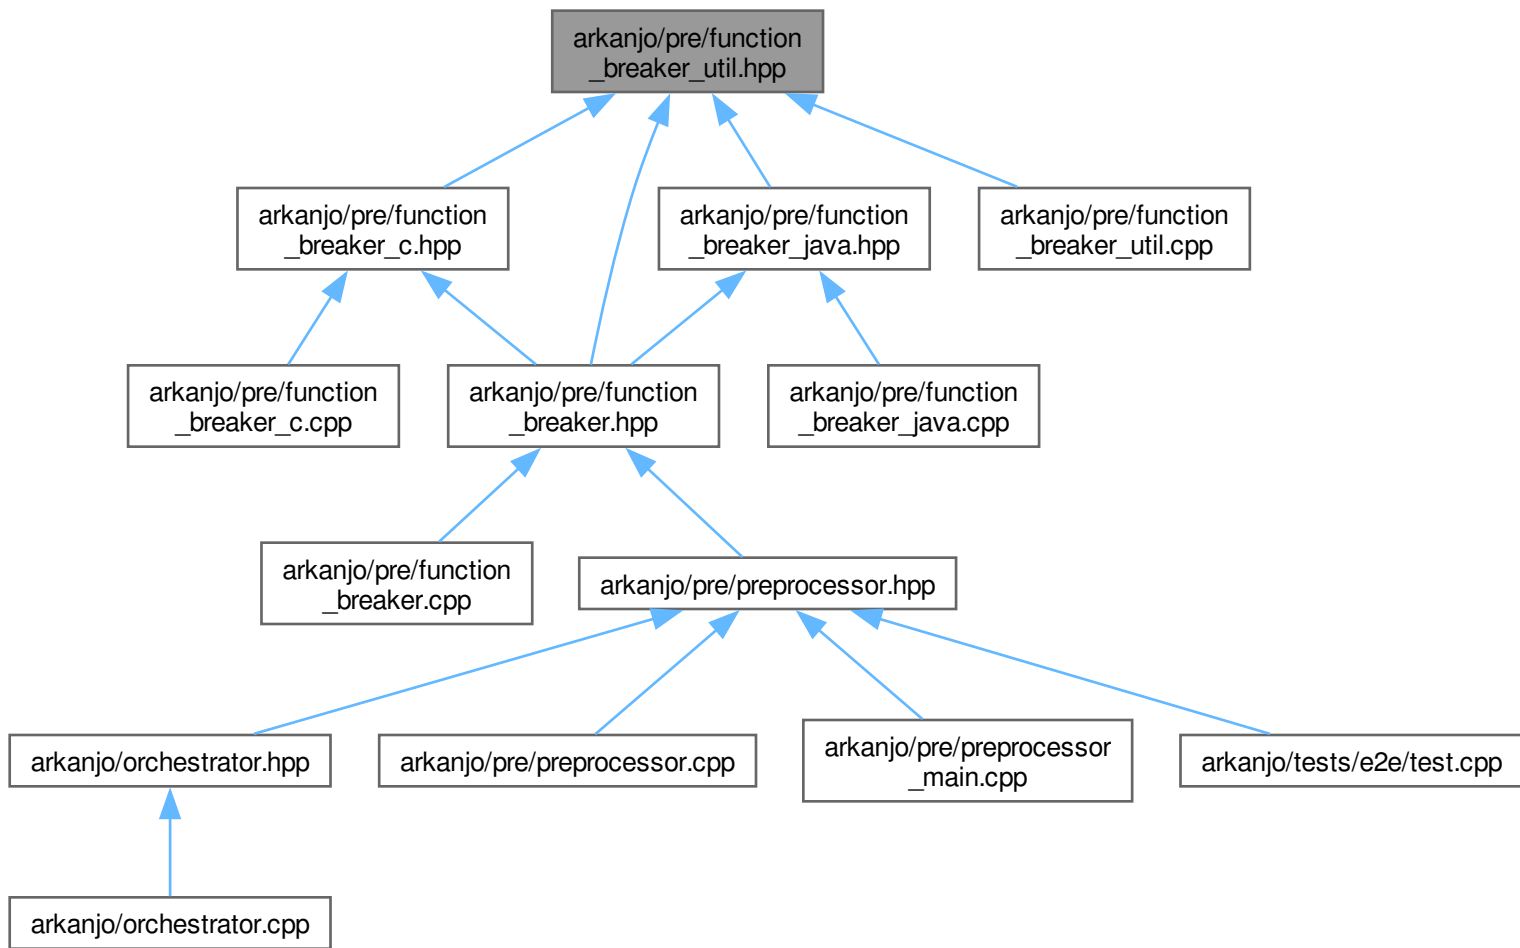 arkanjo/pre/function
_breaker_util.hpp
arkanjo/pre/function
_breaker_c.hpp
arkanjo/pre/function
_breaker_java.hpp
arkanjo/pre/function
_breaker_util.cpp
arkanjo/pre/function
_breaker_c.cpp
arkanjo/pre/function
_breaker.hpp
arkanjo/pre/function
_breaker_java.cpp
arkanjo/pre/function
_breaker.cpp
arkanjo/pre/preprocessor.hpp
arkanjo/orchestrator.hpp
arkanjo/pre/preprocessor.cpp
arkanjo/pre/preprocessor
_main.cpp
arkanjo/tests/e2e/test.cpp
arkanjo/orchestrator.cpp